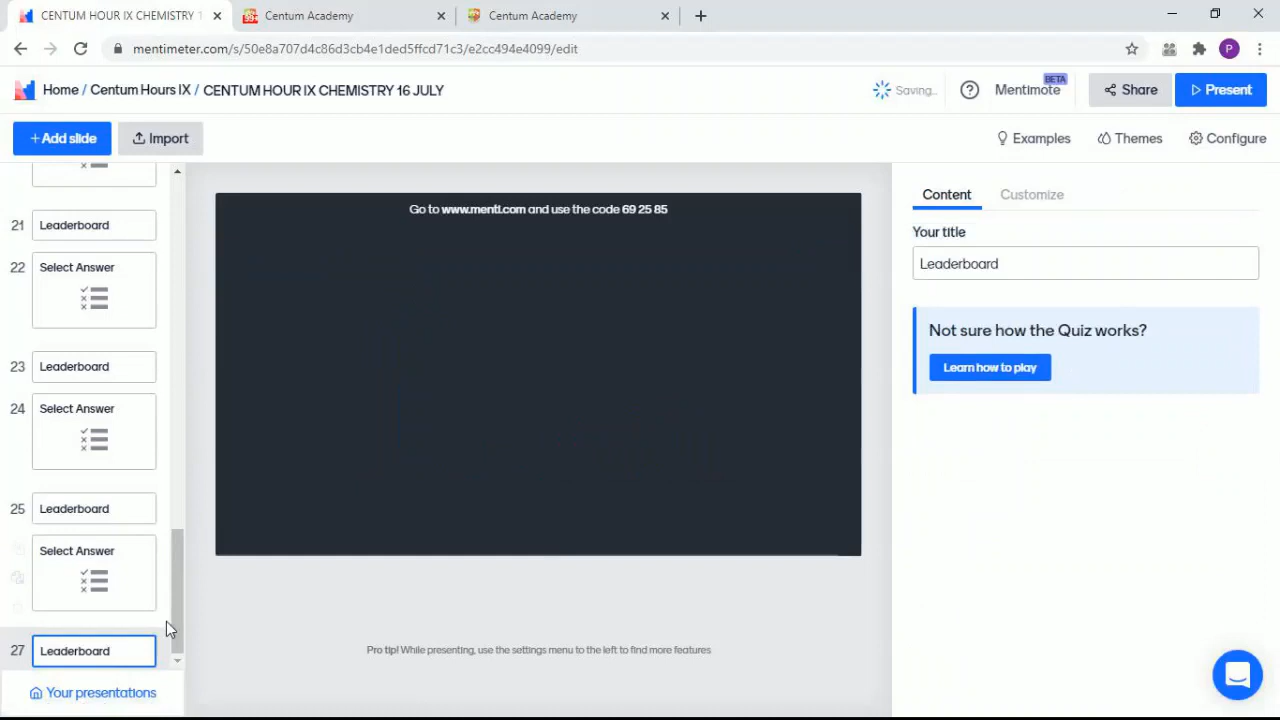 CENTUM HOUR IX CHEMISTRY 1
Centum Academy
Centum Academy
mentimeter.com/s/50e8a707d4c86d3cb4e1ded5ffcd71c3/e2cc494e4099/edit
P
Home / Centum Hours IX / CENTUM HOUR IX CHEMISTRY 16 JULY
Saving...
Mentimote
BETA
Share
Present
+ Add slide
Import
Examples
Themes
Configure
21 Leaderboard
22 Select Answer
23 Leaderboard
24 Select Answer
25 Leaderboard
Select Answer
27 Leaderboard
Your presentations
Go to www.menti.com and use the code 69 25 85
Pro tip! While presenting, use the settings menu to the left to find more features
Content
Customize
Your title
Leaderboard
Not sure how the Quiz works?
Learn how to play